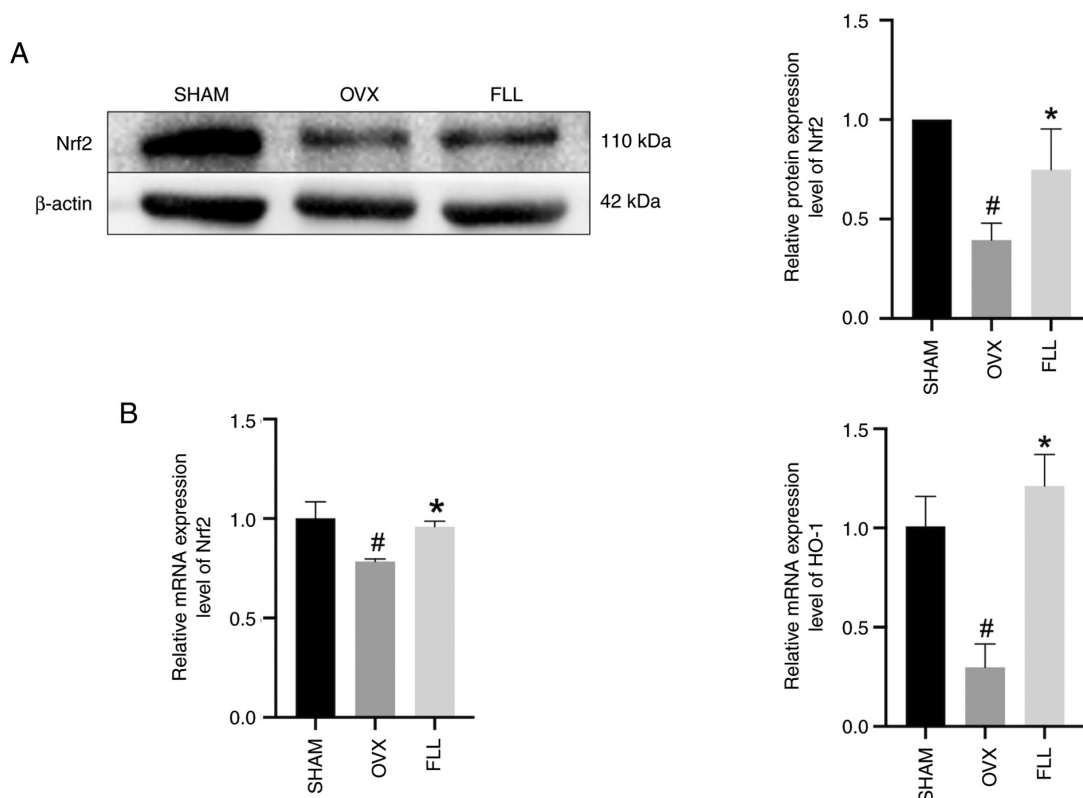 A
SHAM OVX FLL
Nrf2 110 kDa
β-actin 42 kDa
Relative protein expression
level of Nrf2
1.5
1.0
0.5
0.0
#
*
SHAM OVX FLL
B
Relative mRNA expression
level of Nrf2
1.5
1.0
0.5
0.0
#
*
SHAM OVX FLL
Relative mRNA expression
level of HO-1
1.5
1.0
0.5
0.0
#
*
SHAM OVX FLL